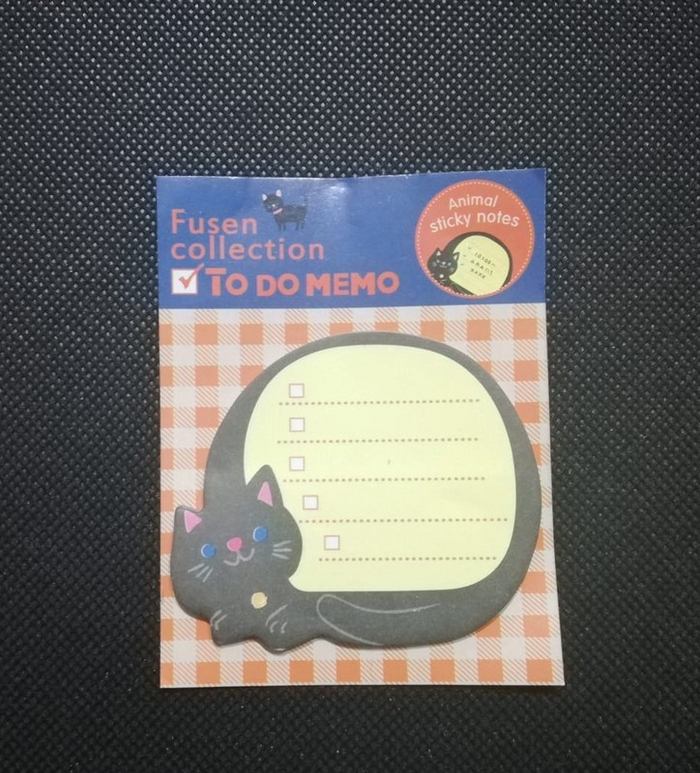 Fusen
collection
TO DO MEMO
Animal
sticky notes